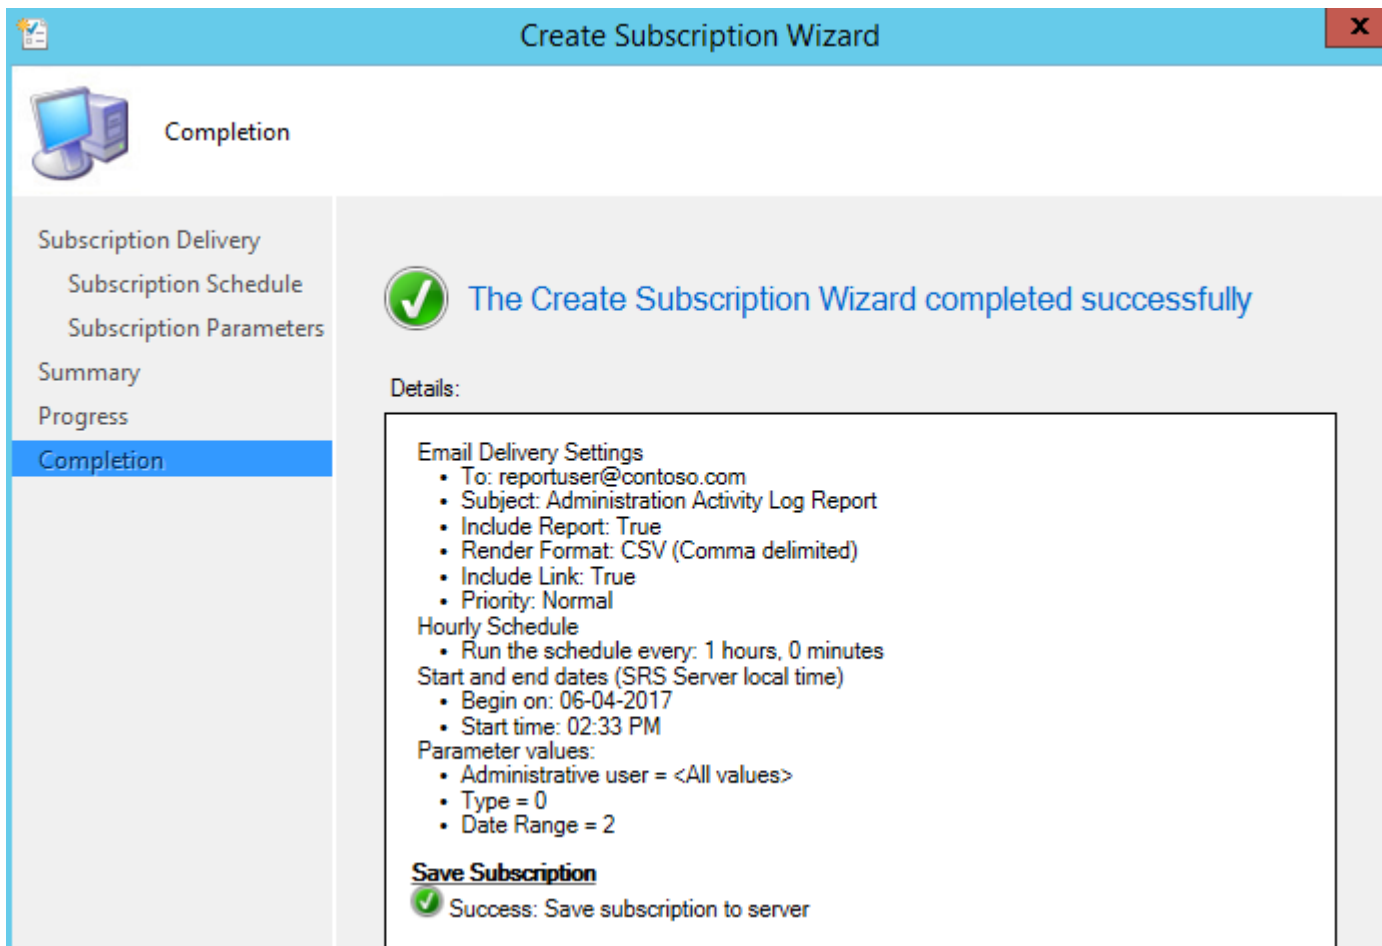 Create Subscription Wizard
x
Completion
Subscription Delivery
Subscription Schedule
Subscription Parameters
Summary
Progress
Completion
The Create Subscription Wizard completed successfully
Details:
Email Delivery Settings
• To: reportuser@contoso.com
• Subject: Administration Activity Log Report
• Include Report: True
• Render Format: CSV (Comma delimited)
• Include Link: True
• Priority: Normal
Hourly Schedule
• Run the schedule every: 1 hours, 0 minutes
Start and end dates (SRS Server local time)
• Begin on: 06-04-2017
• Start time: 02:33 PM
Parameter values:
• Administrative user = <All values>
• Type = 0
• Date Range = 2
Save Subscription
Success: Save subscription to server